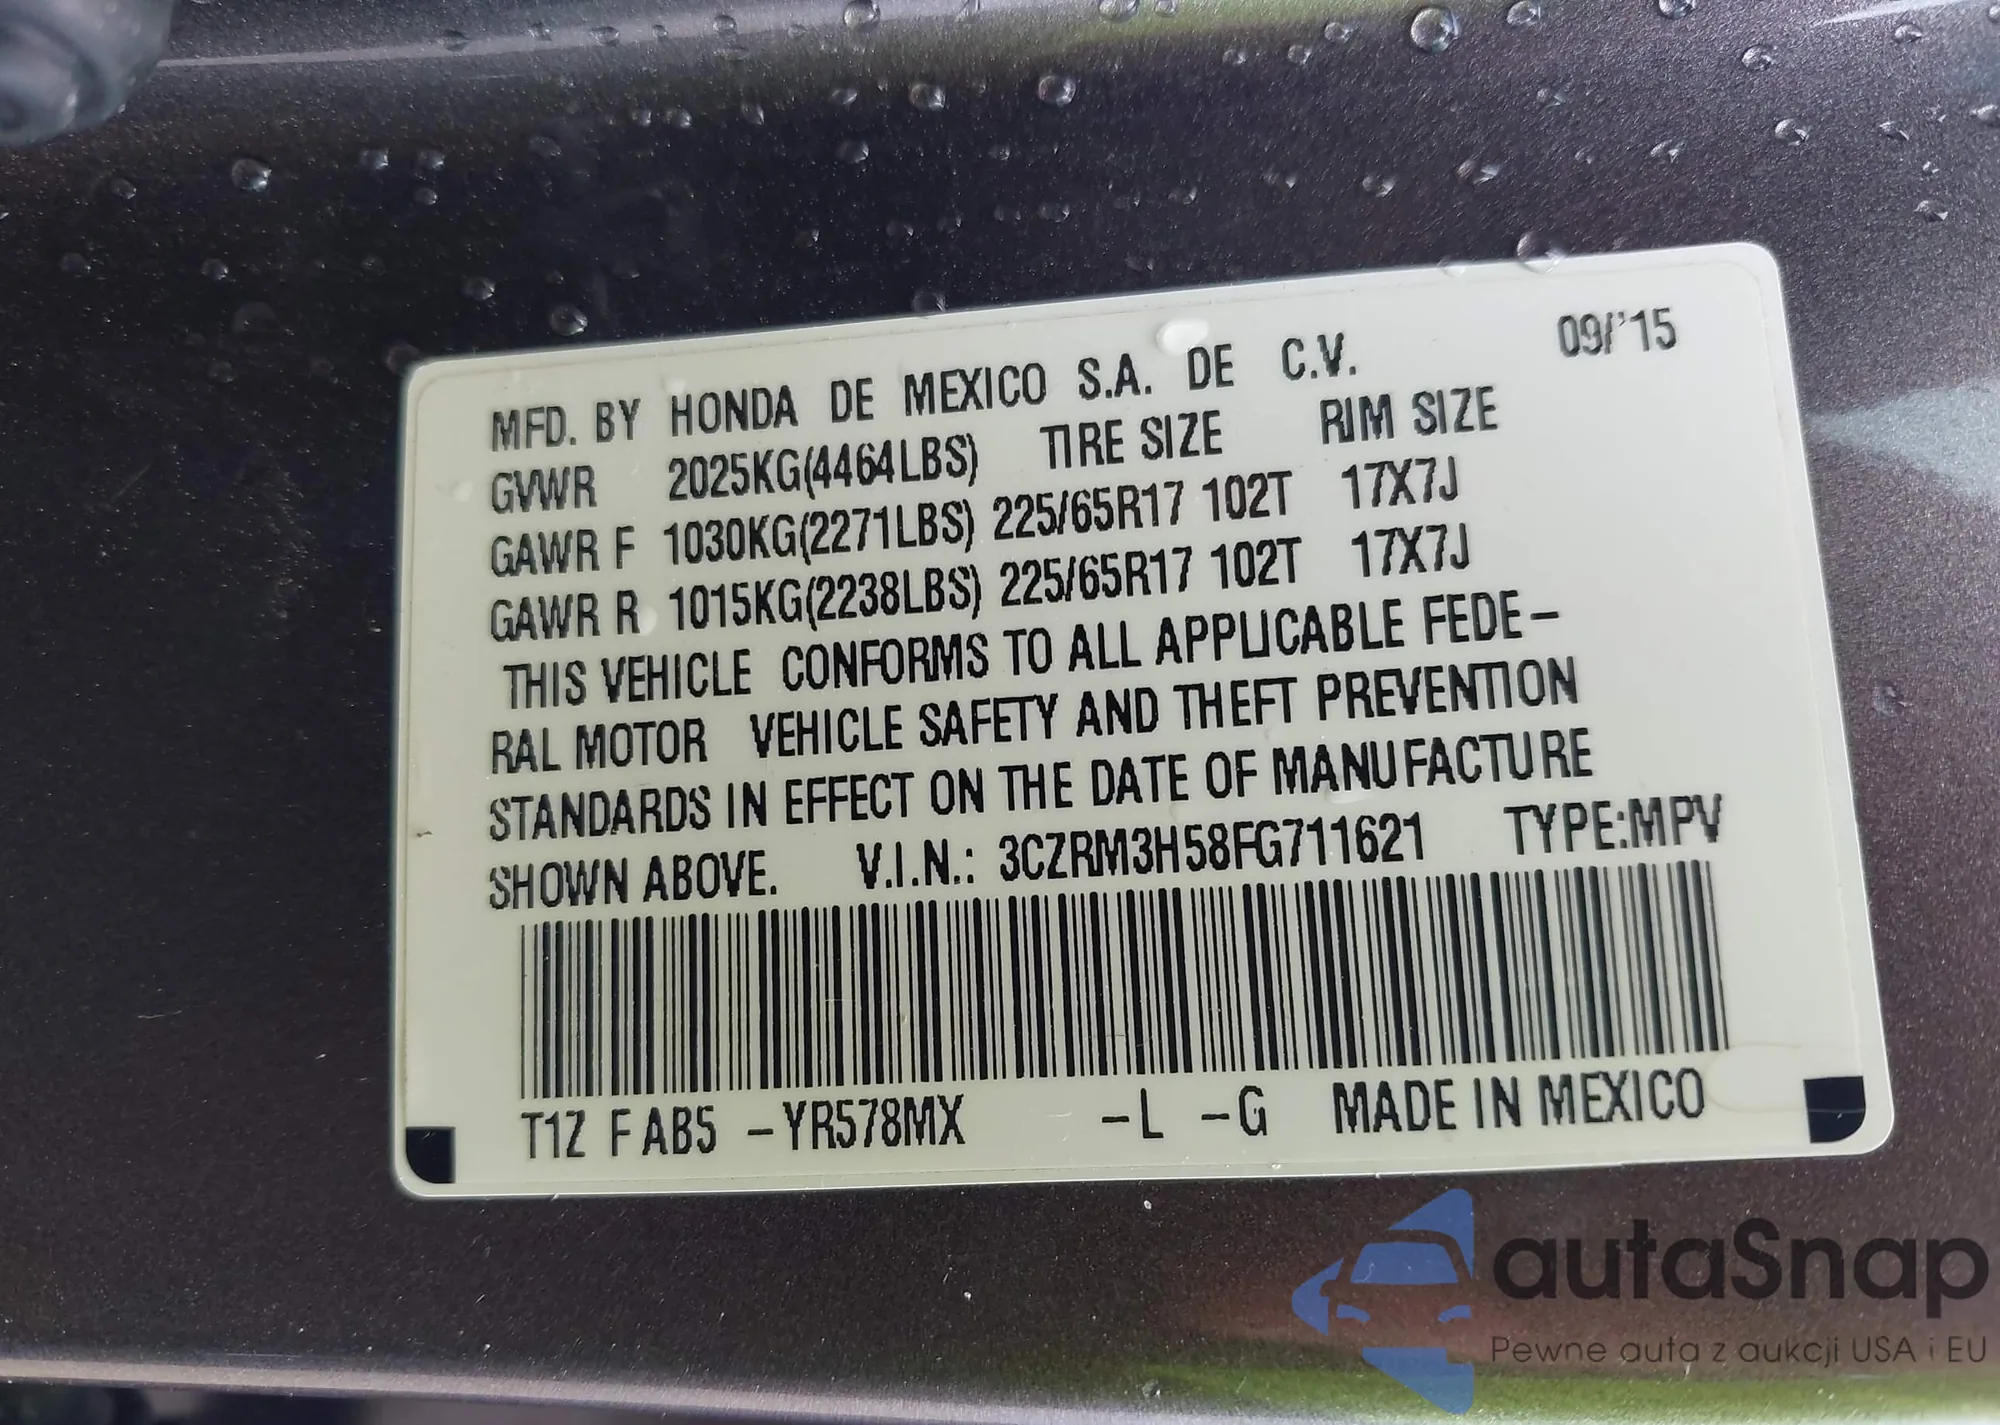 MFD. BY HONDA DE MEXICO S.A. DE C.V. 09/'15
GVWR 2025KG(4464LBS) TIRE SIZE RIM SIZE
GAWR F 1030KG(2271LBS) 225/65R17 102T 17X7J
GAWR R 1015KG(2238LBS) 225/65R17 102T 17X7J
THIS VEHICLE CONFORMS TO ALL APPLICABLE FEDE-
RAL MOTOR VEHICLE SAFETY AND THEFT PREVENTION
STANDARDS IN EFFECT ON THE DATE OF MANUFACTURE
SHOWN ABOVE. V.I.N.: 3CZRM3H58FG711621 TYPE:MPV
T1Z FAB5 -YR578MX -L -G MADE IN MEXICO
autaSnap
Pewne auta z aukcji USA i EU